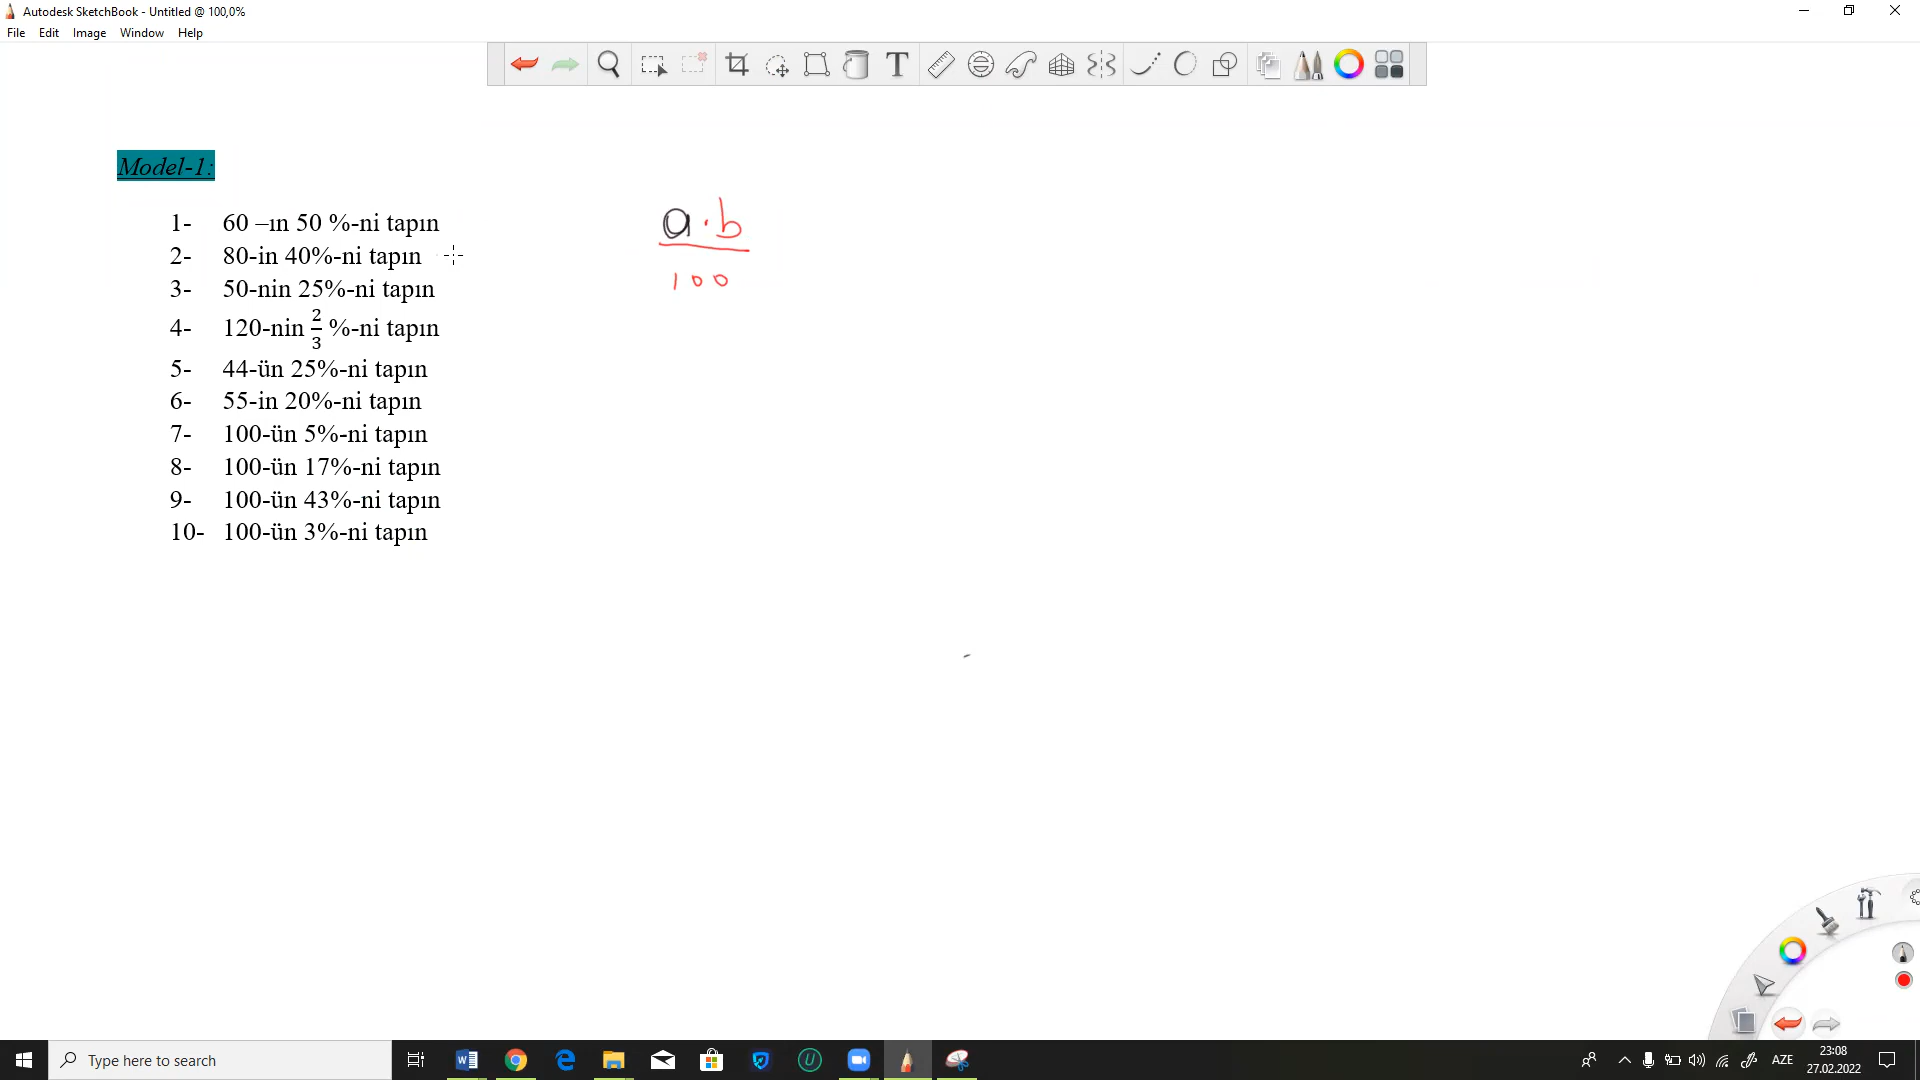 Autodesk SketchBook - Untitled @ 100,0%
File Edit Image Window Help
T
Model-1:
1- 60 –ın 50 %-ni tapın
2- 80-in 40%-ni tapın
3- 50-nin 25%-ni tapın
4- 120-nin 2/3 %-ni tapın
5- 44-ün 25%-ni tapın
6- 55-in 20%-ni tapın
7- 100-ün 5%-ni tapın
8- 100-ün 17%-ni tapın
9- 100-ün 43%-ni tapın
10- 100-ün 3%-ni tapın
a · b
100
Type here to search
AZE
23:08
27.02.2022